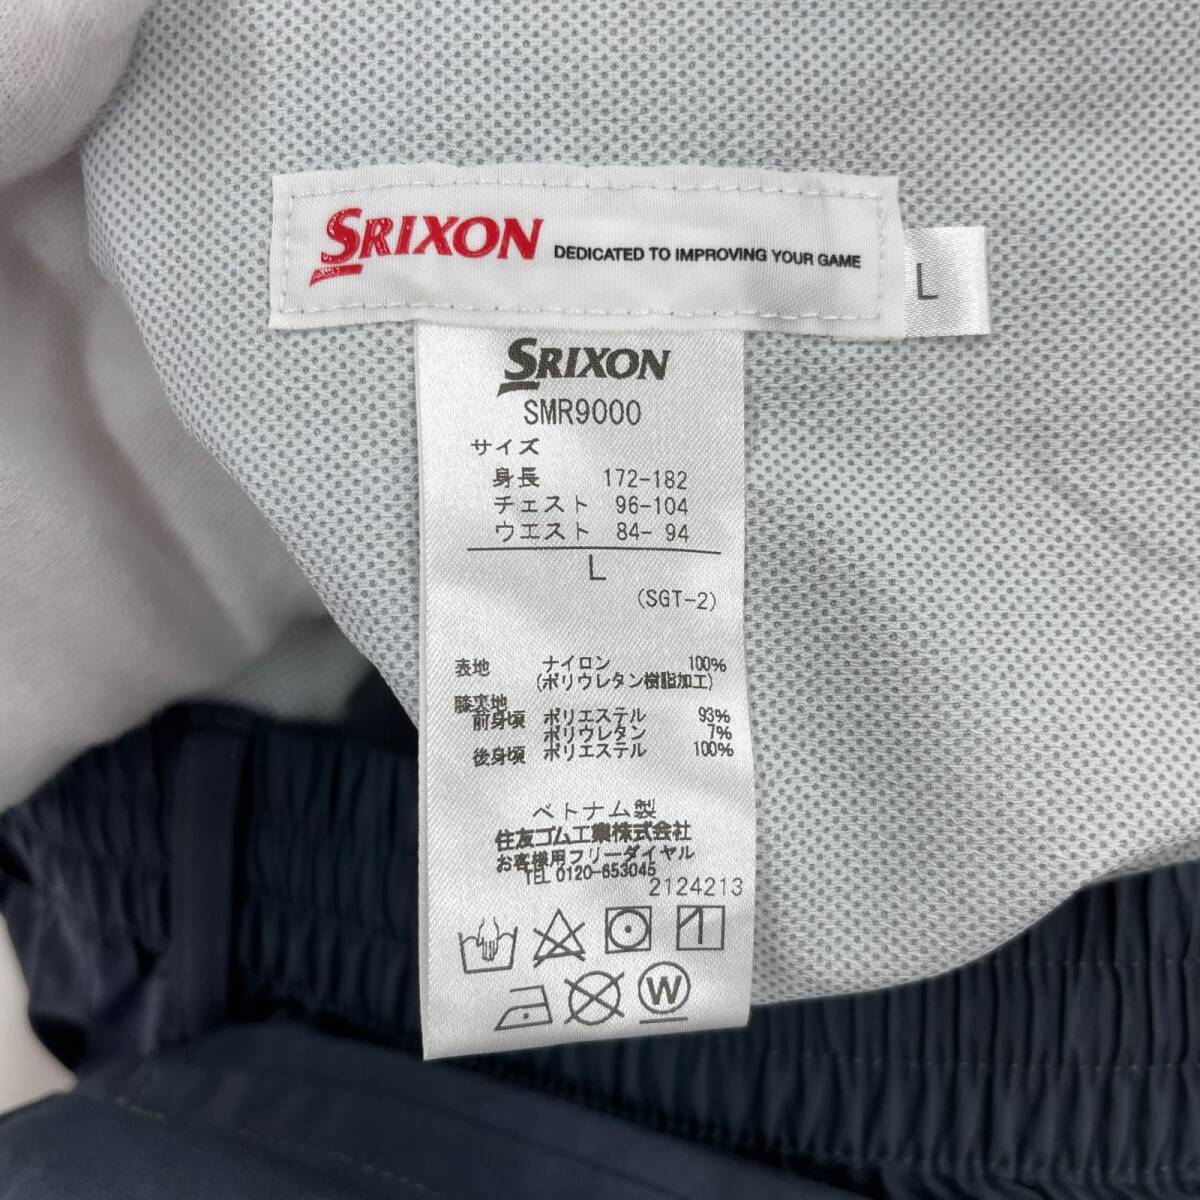 SRIXON DEDICATED TO IMPROVING YOUR GAME
L
SRIXON
SMR9000
サイズ
身長 172-182
チェスト 96-104
ウエスト 84- 94
L
(SGT-2)
表地 ナイロン 100%
(ポリウレタン樹脂加工)
膝裏地
前身頃 ポリエステル 93%
ポリウレタン 7%
後身頃 ポリエステル 100%
ベトナム製
住友ゴム工業株式会社
お客様用フリーダイヤル
TEL 0120-653045
2124213
W